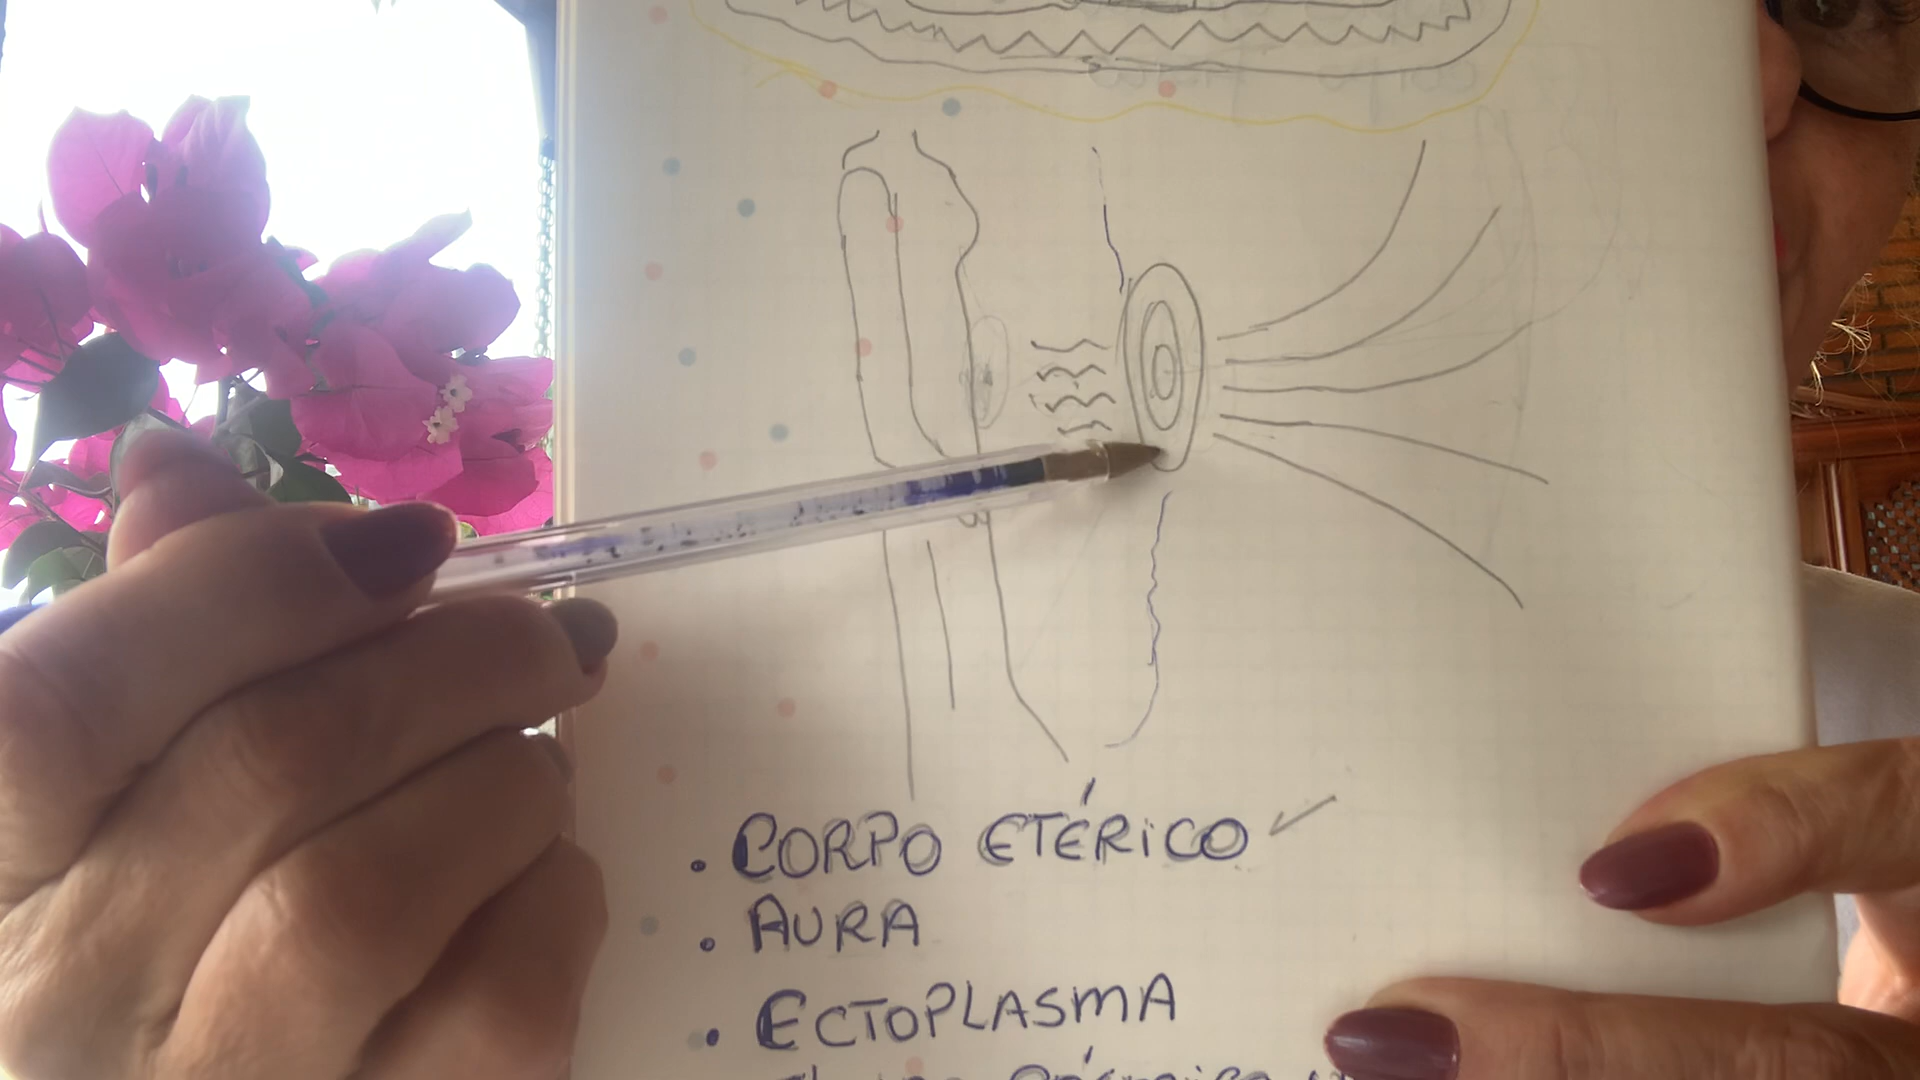 . CORPO ETÉRICO ✓
. AURA
. ECTOPLASMA